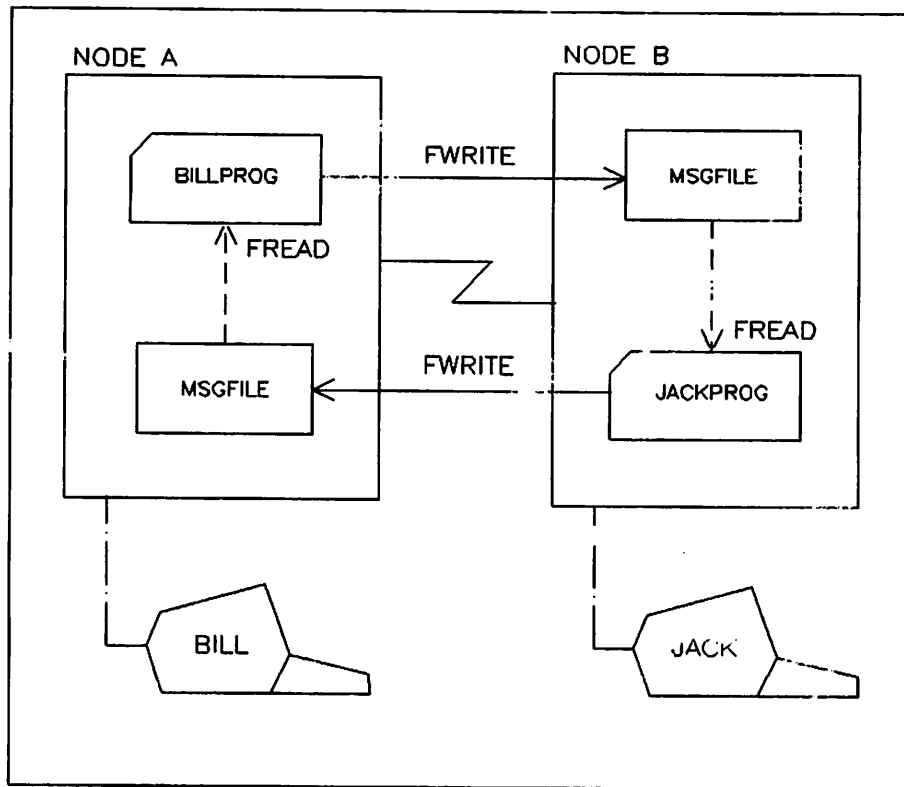 NODE A
NODE B
BILLPROG
FWRITE
MSGFILE
FREAD
FREAD
MSGFILE
FWRITE
JACKPROG
BILL
JACK